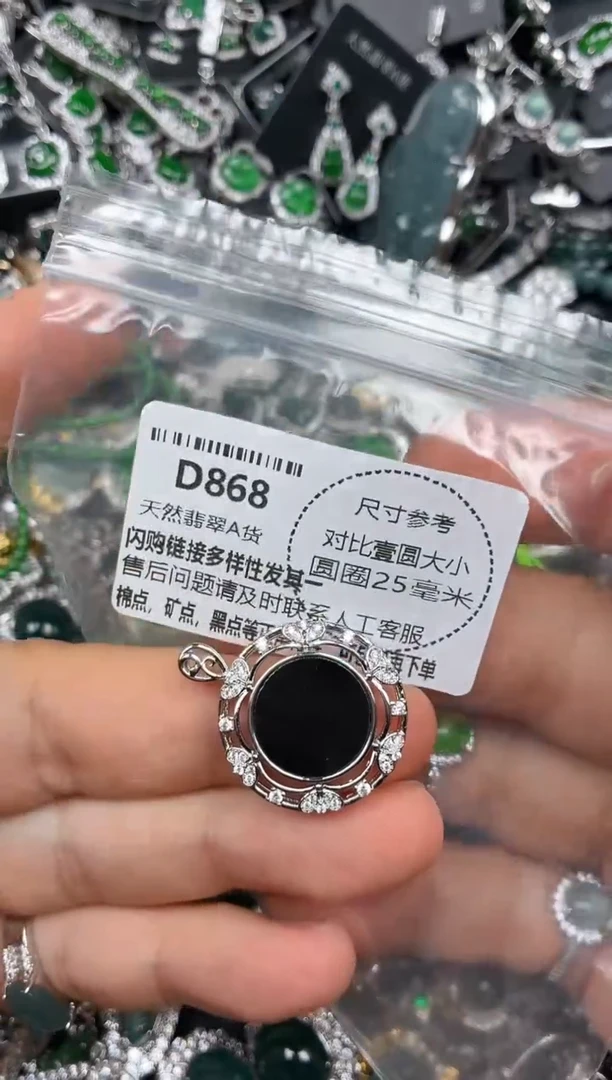 D868
天然翡翠A货
闪购链接多样性发其一
售后问题请及时联系人工客服
棉点，矿点，黑点等
再下单
尺寸参考
对比壹圆大小
圆圈25毫米